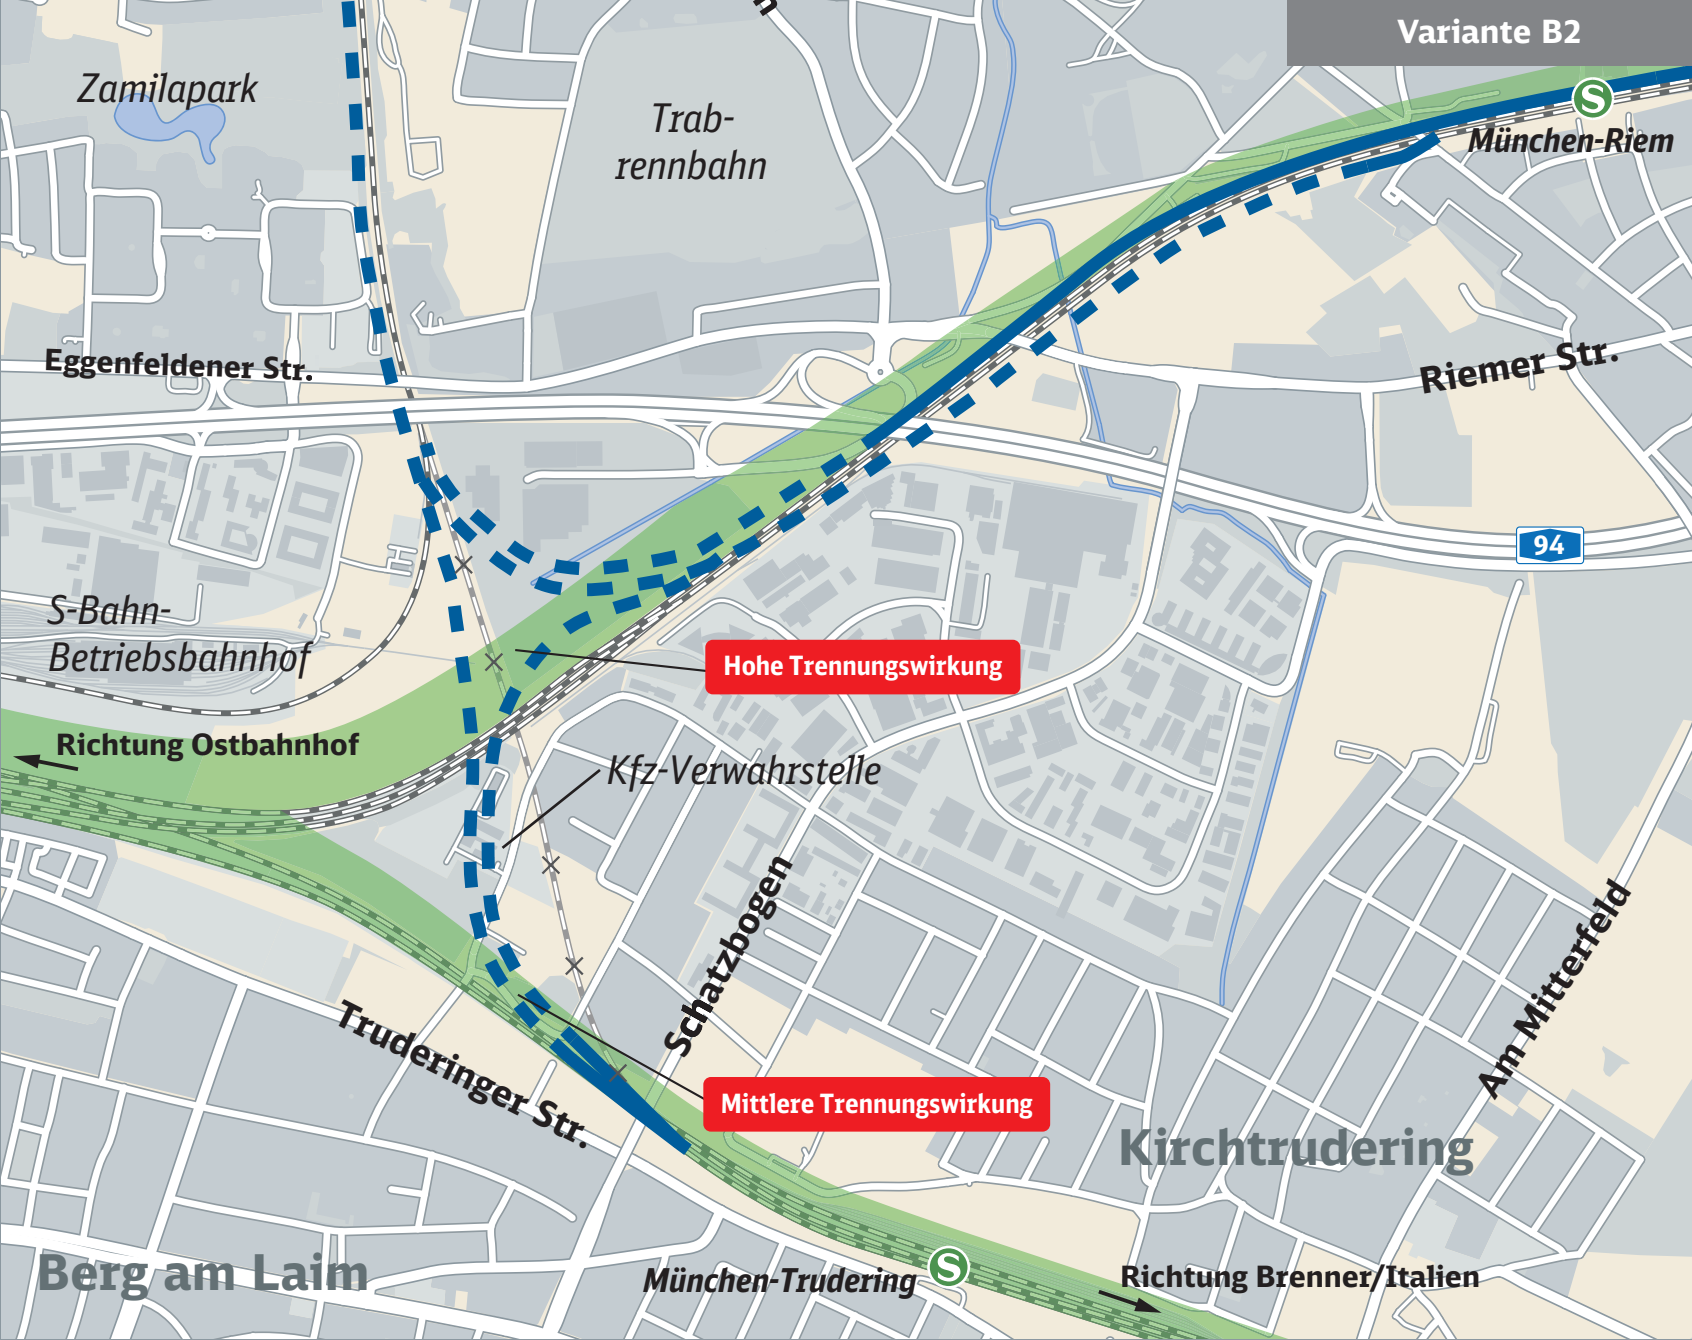 Variante B2
Zamilapark
Trab-
rennbahn
S
München-Riem
Eggenfeldener Str.
Riemer Str.
94
S-Bahn-
Betriebsbahnhof
Hohe Trennungswirkung
Richtung Ostbahnhof
Kfz-Verwahrstelle
Schatzbogen
Am Mitterfeld
Truderinger Str.
Mittlere Trennungswirkung
Kirchtrudering
Berg am Laim
München-Trudering
S
Richtung Brenner/Italien